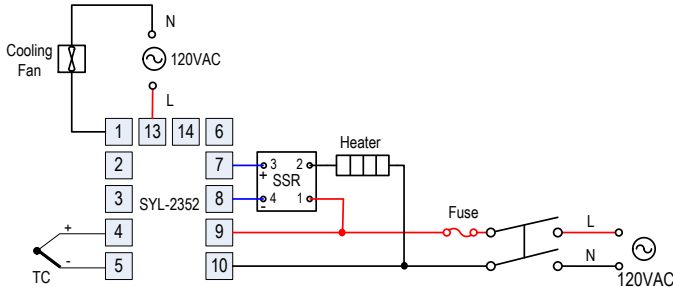 N
Cooling
Fan
120VAC
L
1 13 14 6
2 7 3 2 Heater
+ SSR
3 SYL-2352 8 4 1
-
+ 4 9 Fuse L
- 5 10 N
TC 120VAC